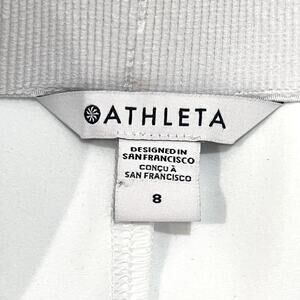 ATHLETA
DESIGNED IN
SAN FRANCISCO
CONÇU À
SAN FRANCISCO
8